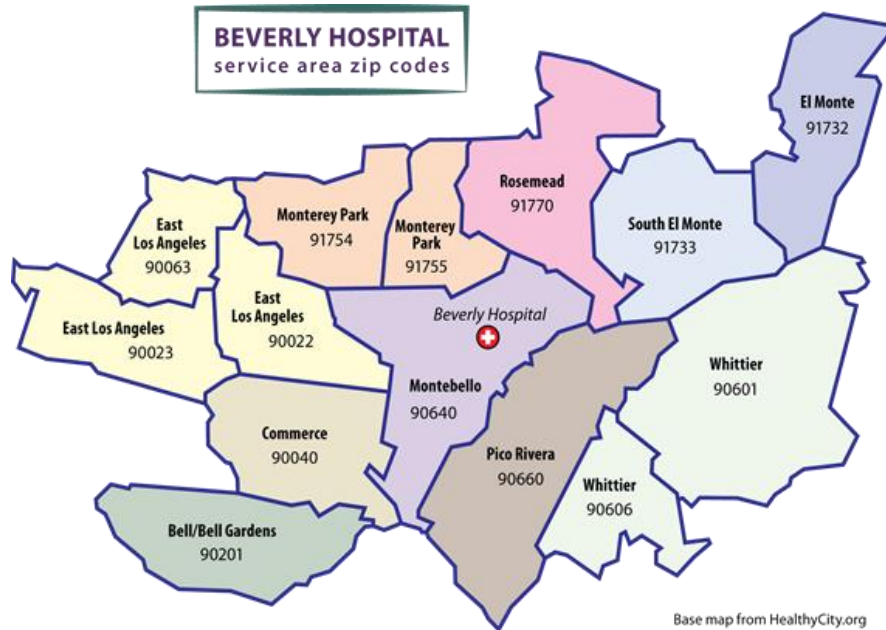 BEVERLY HOSPITAL
service area zip codes
El Monte
91732
Rosemead
91770
South El Monte
91733
Monterey Park
91754
Monterey
Park
91755
East
Los Angeles
90063
East
Los Angeles
90022
East Los Angeles
90023
Beverly Hospital
Montebello
90640
Whittier
90601
Commerce
90040
Pico Rivera
90660
Whittier
90606
Bell/Bell Gardens
90201
Base map from HealthyCity.org